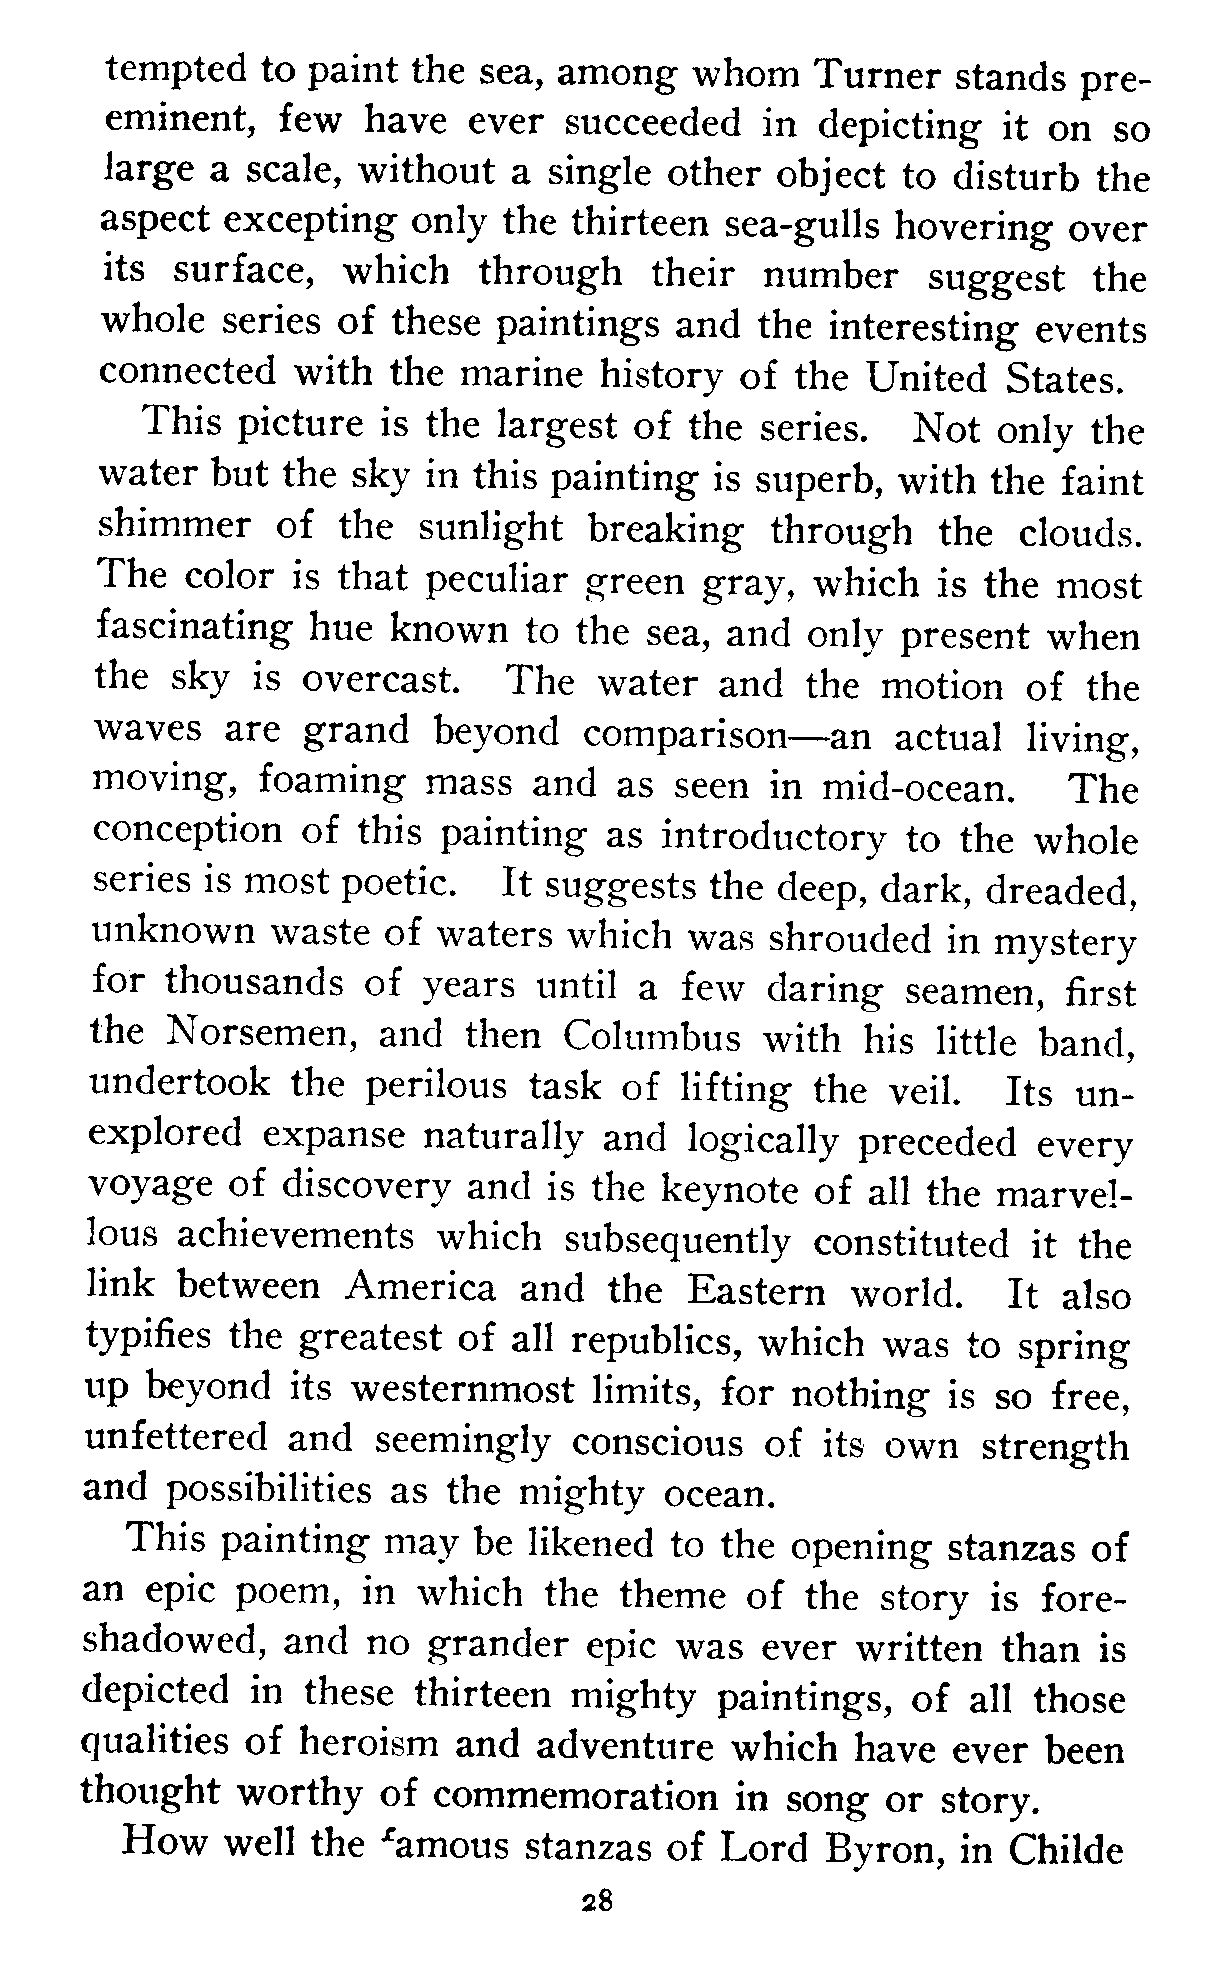 tempted to paint the sea, among whom Turner stands pre-
eminent, few have ever succeeded in depicting it on so
large a scale, without a single other object to disturb the
aspect excepting only the thirteen sea-gulls hovering over
its surface, which through their number suggest the
whole series of these paintings and the interesting events
connected with the marine history of the United States.
This picture is the largest of the series. Not only the
water but the sky in this painting is superb, with the faint
shimmer of the sunlight breaking through the clouds.
The color is that peculiar green gray, which is the most
fascinating hue known to the sea, and only present when
the sky is overcast. The water and the motion of the
waves are grand beyond comparison—an actual living,
moving, foaming mass and as seen in mid-ocean. The
conception of this painting as introductory to the whole
series is most poetic. It suggests the deep, dark, dreaded,
unknown waste of waters which was shrouded in mystery
for thousands of years until a few daring seamen, first
the Norsemen, and then Columbus with his little band,
undertook the perilous task of lifting the veil. Its un-
explored expanse naturally and logically preceded every
voyage of discovery and is the keynote of all the marvel-
lous achievements which subsequently constituted it the
link between America and the Eastern world. It also
typifies the greatest of all republics, which was to spring
up beyond its westernmost limits, for nothing is so free,
unfettered and seemingly conscious of its own strength
and possibilities as the mighty ocean.
This painting may be likened to the opening stanzas of
an epic poem, in which the theme of the story is fore-
shadowed, and no grander epic was ever written than is
depicted in these thirteen mighty paintings, of all those
qualities of heroism and adventure which have ever been
thought worthy of commemoration in song or story.
How well the famous stanzas of Lord Byron, in Childe
28